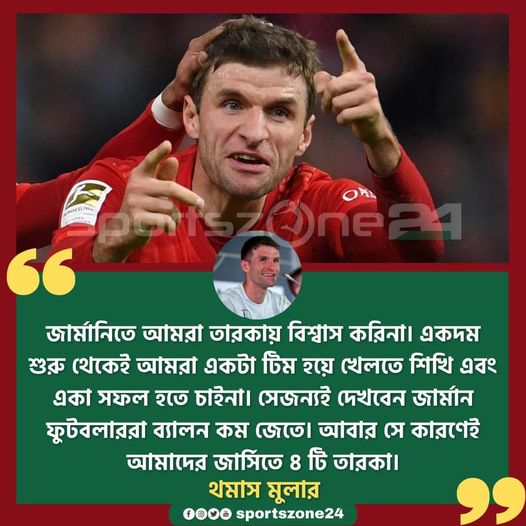 Sportszone24
BUNDESLIGA
জার্মানিতে আমরা তারকায় বিশ্বাস করিনা। একদম
শুরু থেকেই আমরা একটা টিম হয়ে খেলতে শিখি এবং
একা সফল হতে চাইনা। সেজন্যই দেখবেন জার্মান
ফুটবলাররা ব্যালন কম জেতে। আবার সে কারণেই
আমাদের জার্সিতে ৪ টি তারকা।
থমাস মুলার
sportszone24